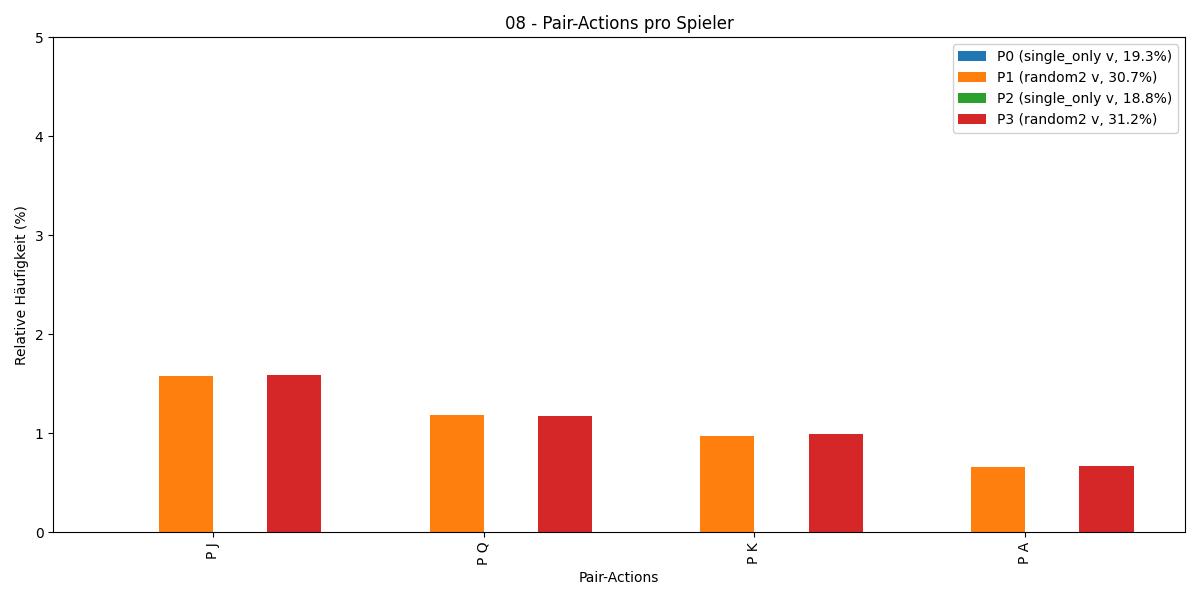 08 - Pair-Actions pro Spieler
Relative Häufigkeit (%)
5
4
3
2
1
0
P0 (single_only v, 19.3%)
P1 (random2 v, 30.7%)
P2 (single_only v, 18.8%)
P3 (random2 v, 31.2%)
P J
P Q
P K
P A
Pair-Actions